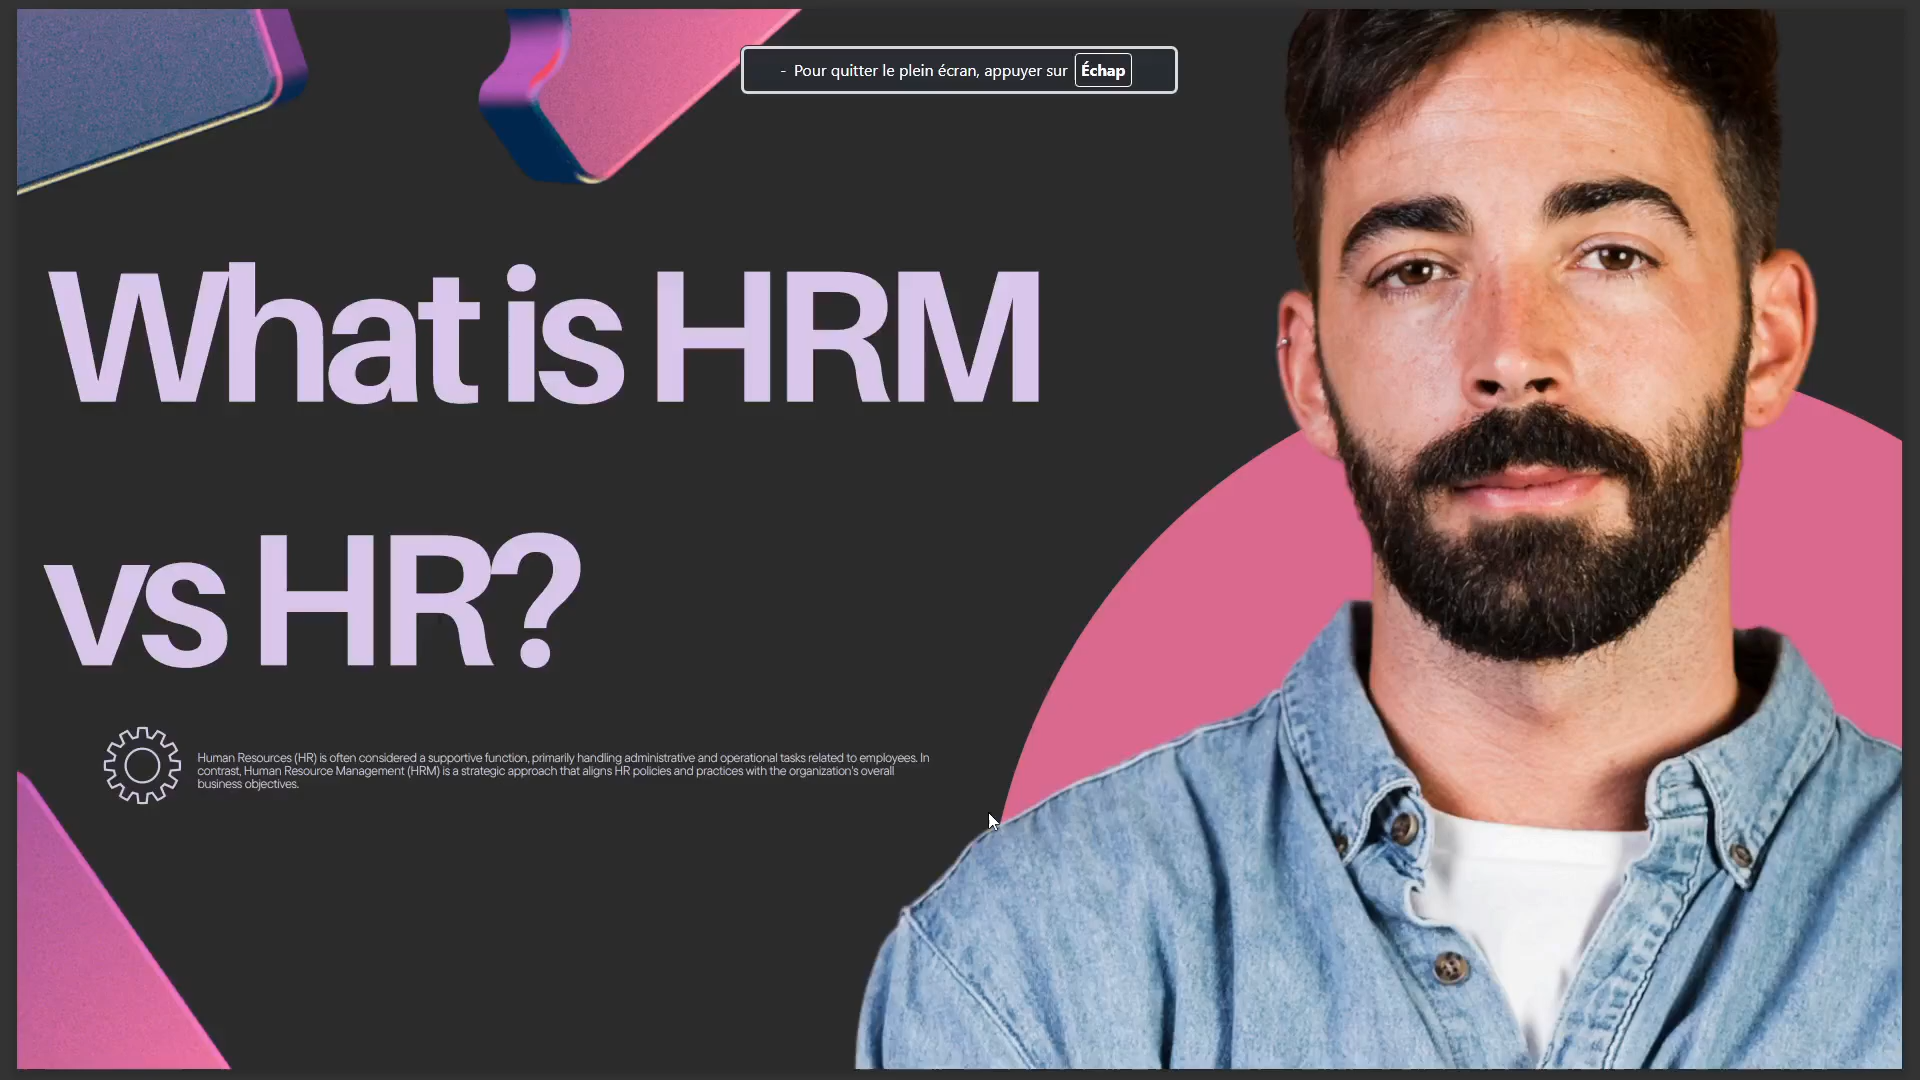 - Pour quitter le plein écran, appuyer sur Échap
What is HRM
vs HR?
Human Resources (HR) is often considered a supportive function, primarily handling administrative and operational tasks related to employees. In
contrast, Human Resource Management (HRM) is a strategic approach that aligns HR policies and practices with the organization's overall
business objectives.